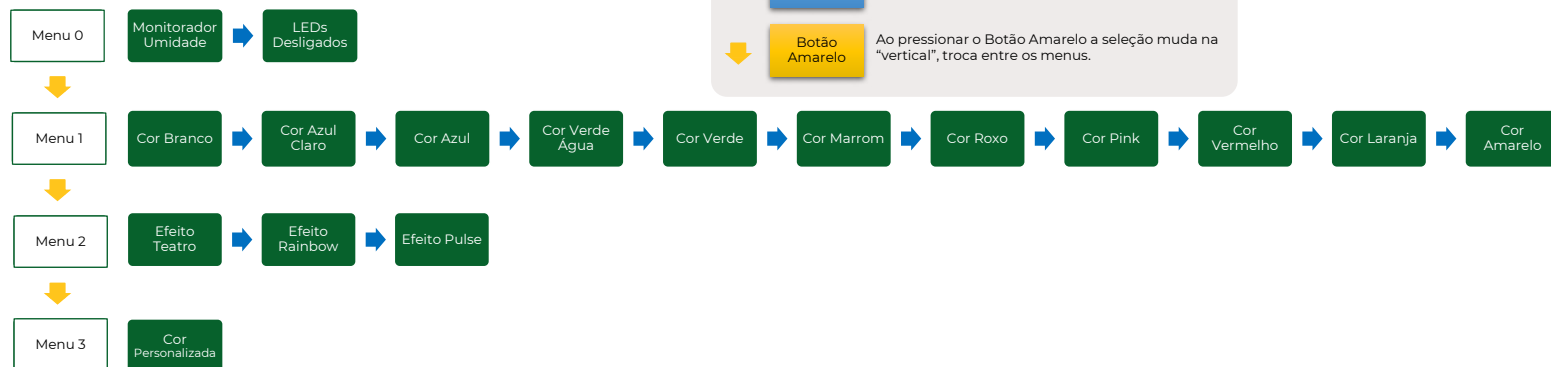 Menu 0
Monitorador
Umidade
LEDs
Desligados
Botão
Amarelo
Ao pressionar o Botão Amarelo a seleção muda na
“vertical”, troca entre os menus.
Menu 1
Cor Branco
Cor Azul
Claro
Cor Azul
Cor Verde
Água
Cor Verde
Cor Marrom
Cor Roxo
Cor Pink
Cor
Vermelho
Cor Laranja
Cor
Amarelo
Menu 2
Efeito
Teatro
Efeito
Rainbow
Efeito Pulse
Menu 3
Cor
Personalizada